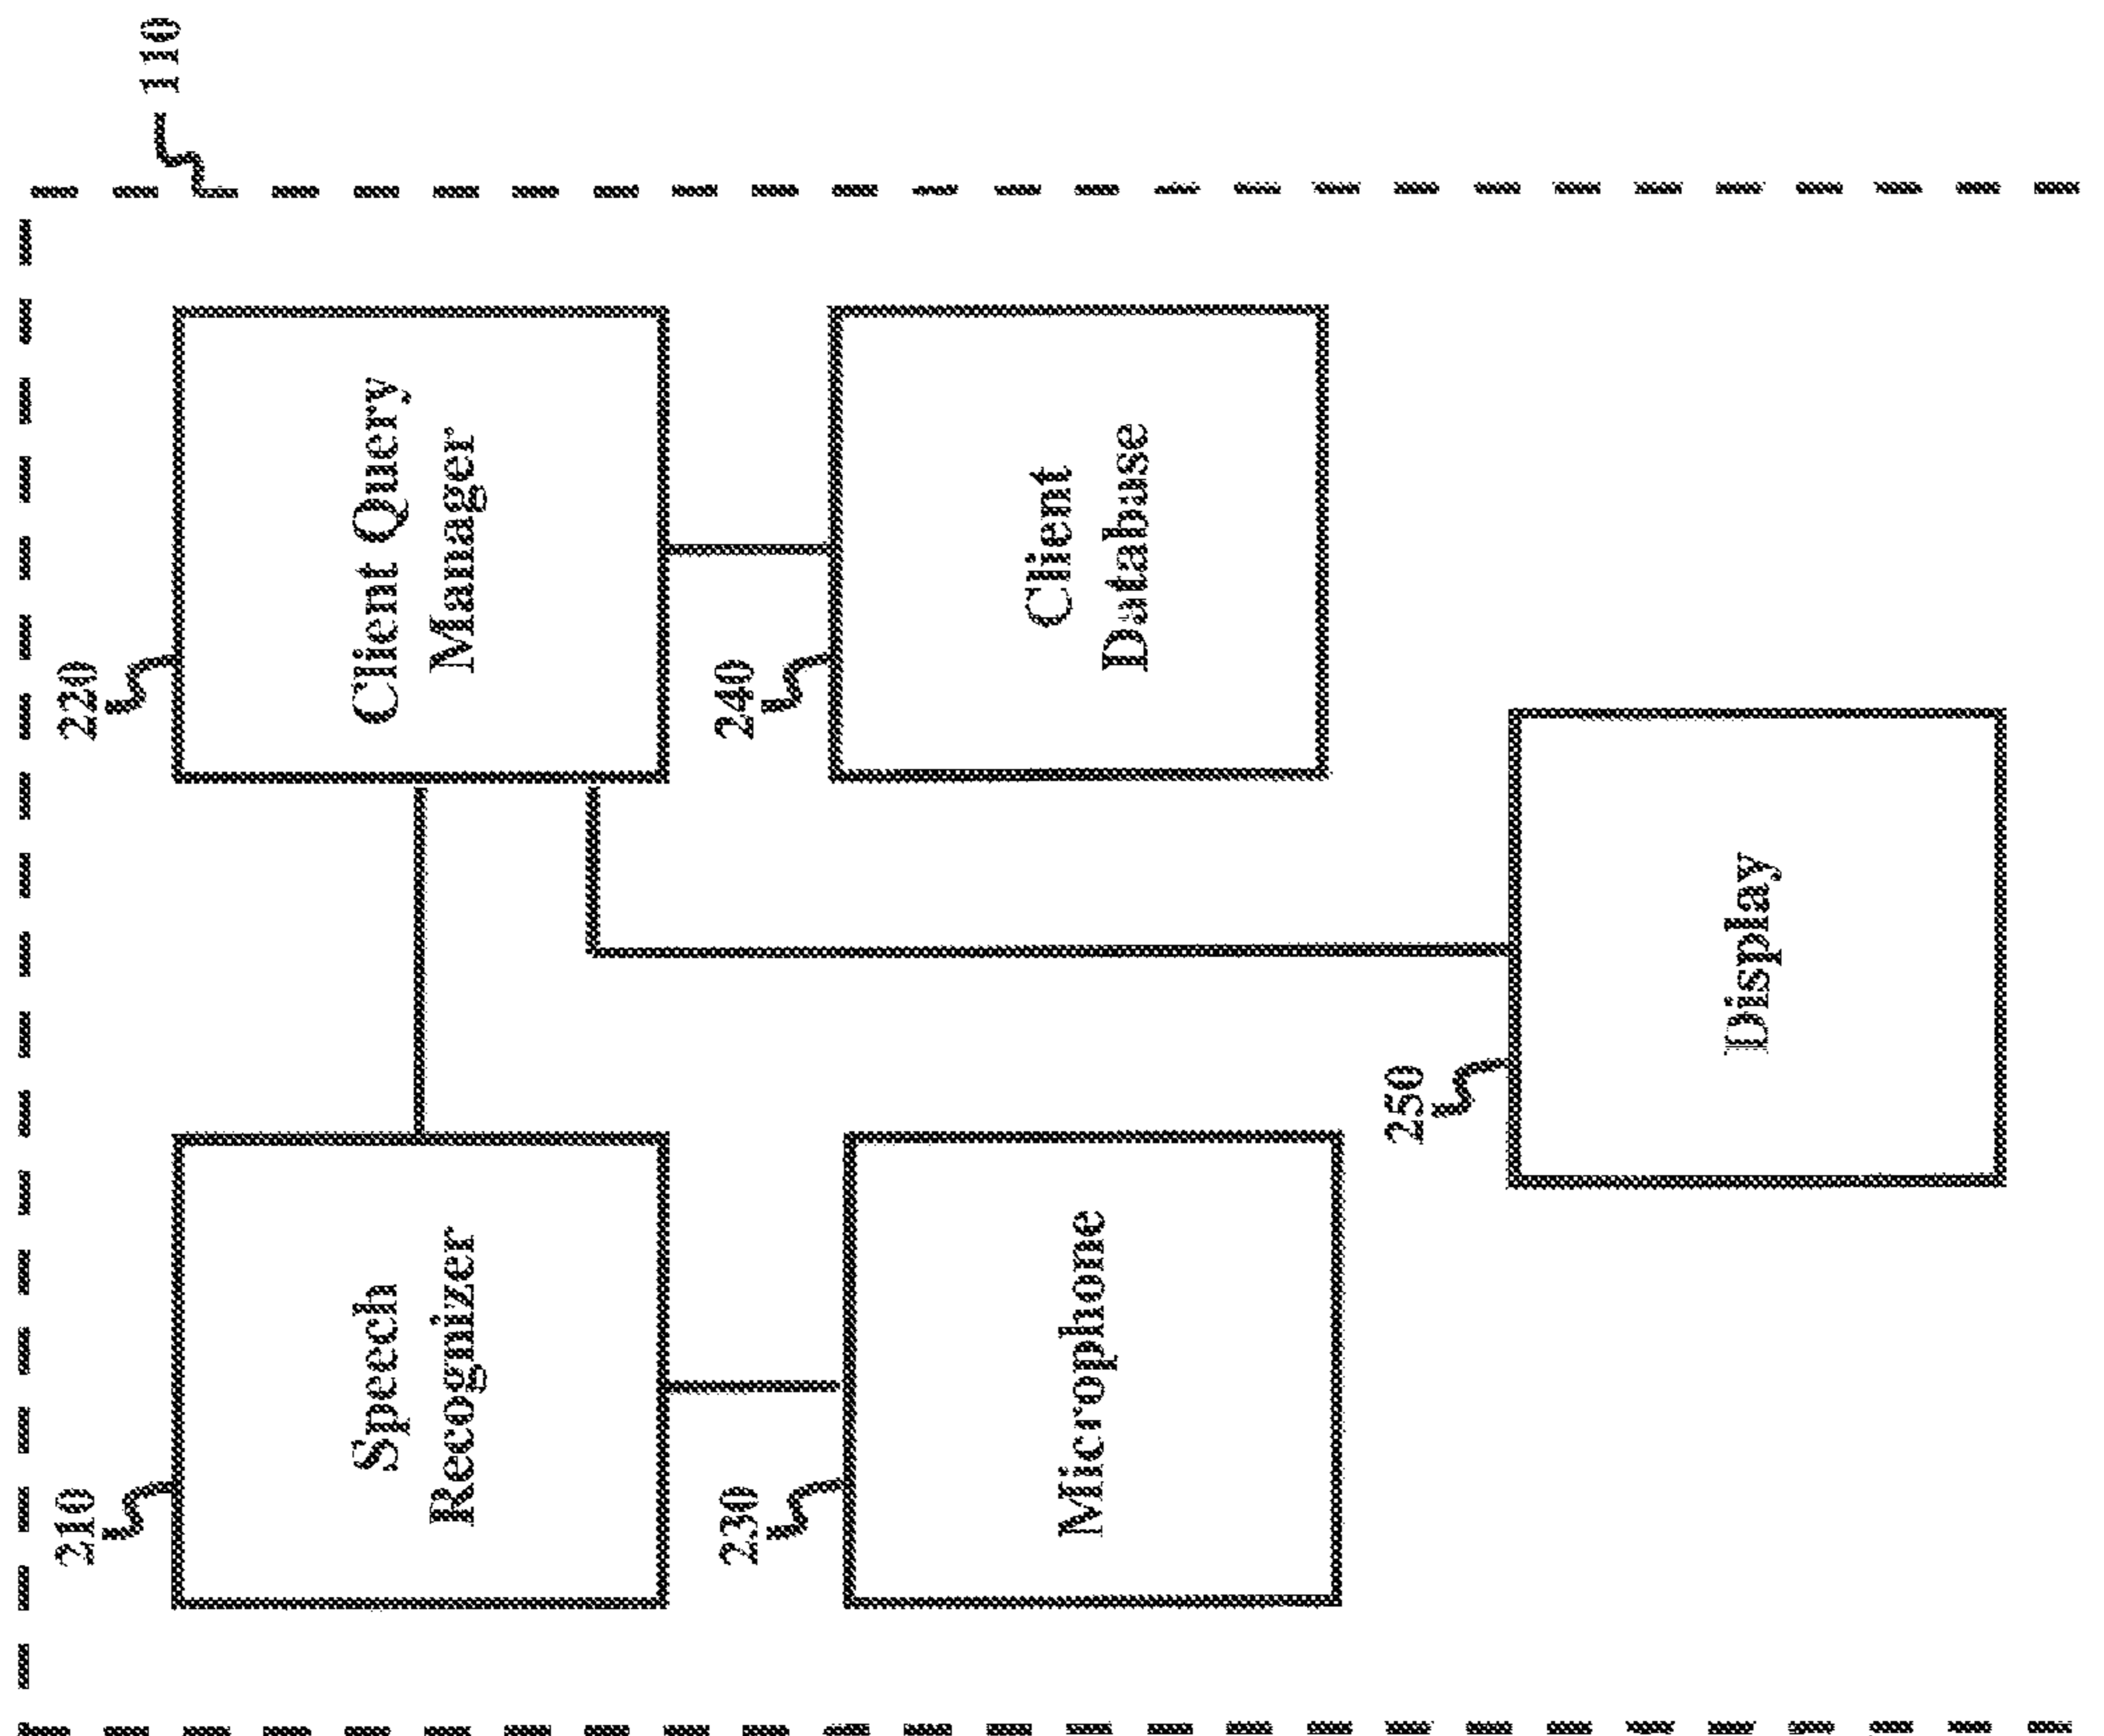 110
210
Speech
Recognizer
220
Client Query
Manager
230
Microphone
240
Client
Database
250
Display